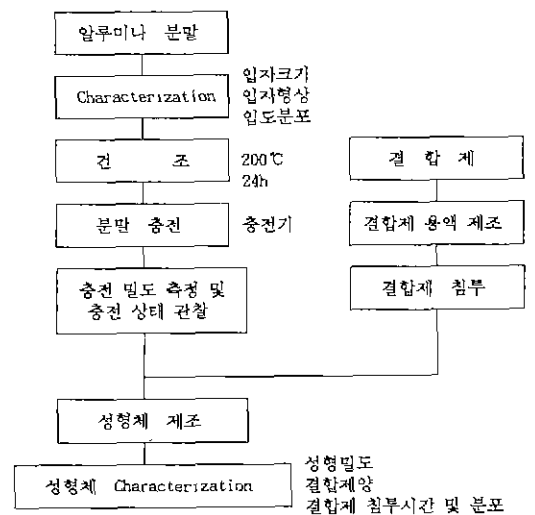 알루미나 분말
Characterization
입자크기
입자형상
입도분포
건 조
200℃
24h
분말 충전
충전기
충전 밀도 측정 및
충전 상태 관찰
결 합 제
결합제 용액 제조
결합제 침투
성형체 제조
성형체 Characterization
성형밀도
결합제양
결합제 침투시간 및 분포